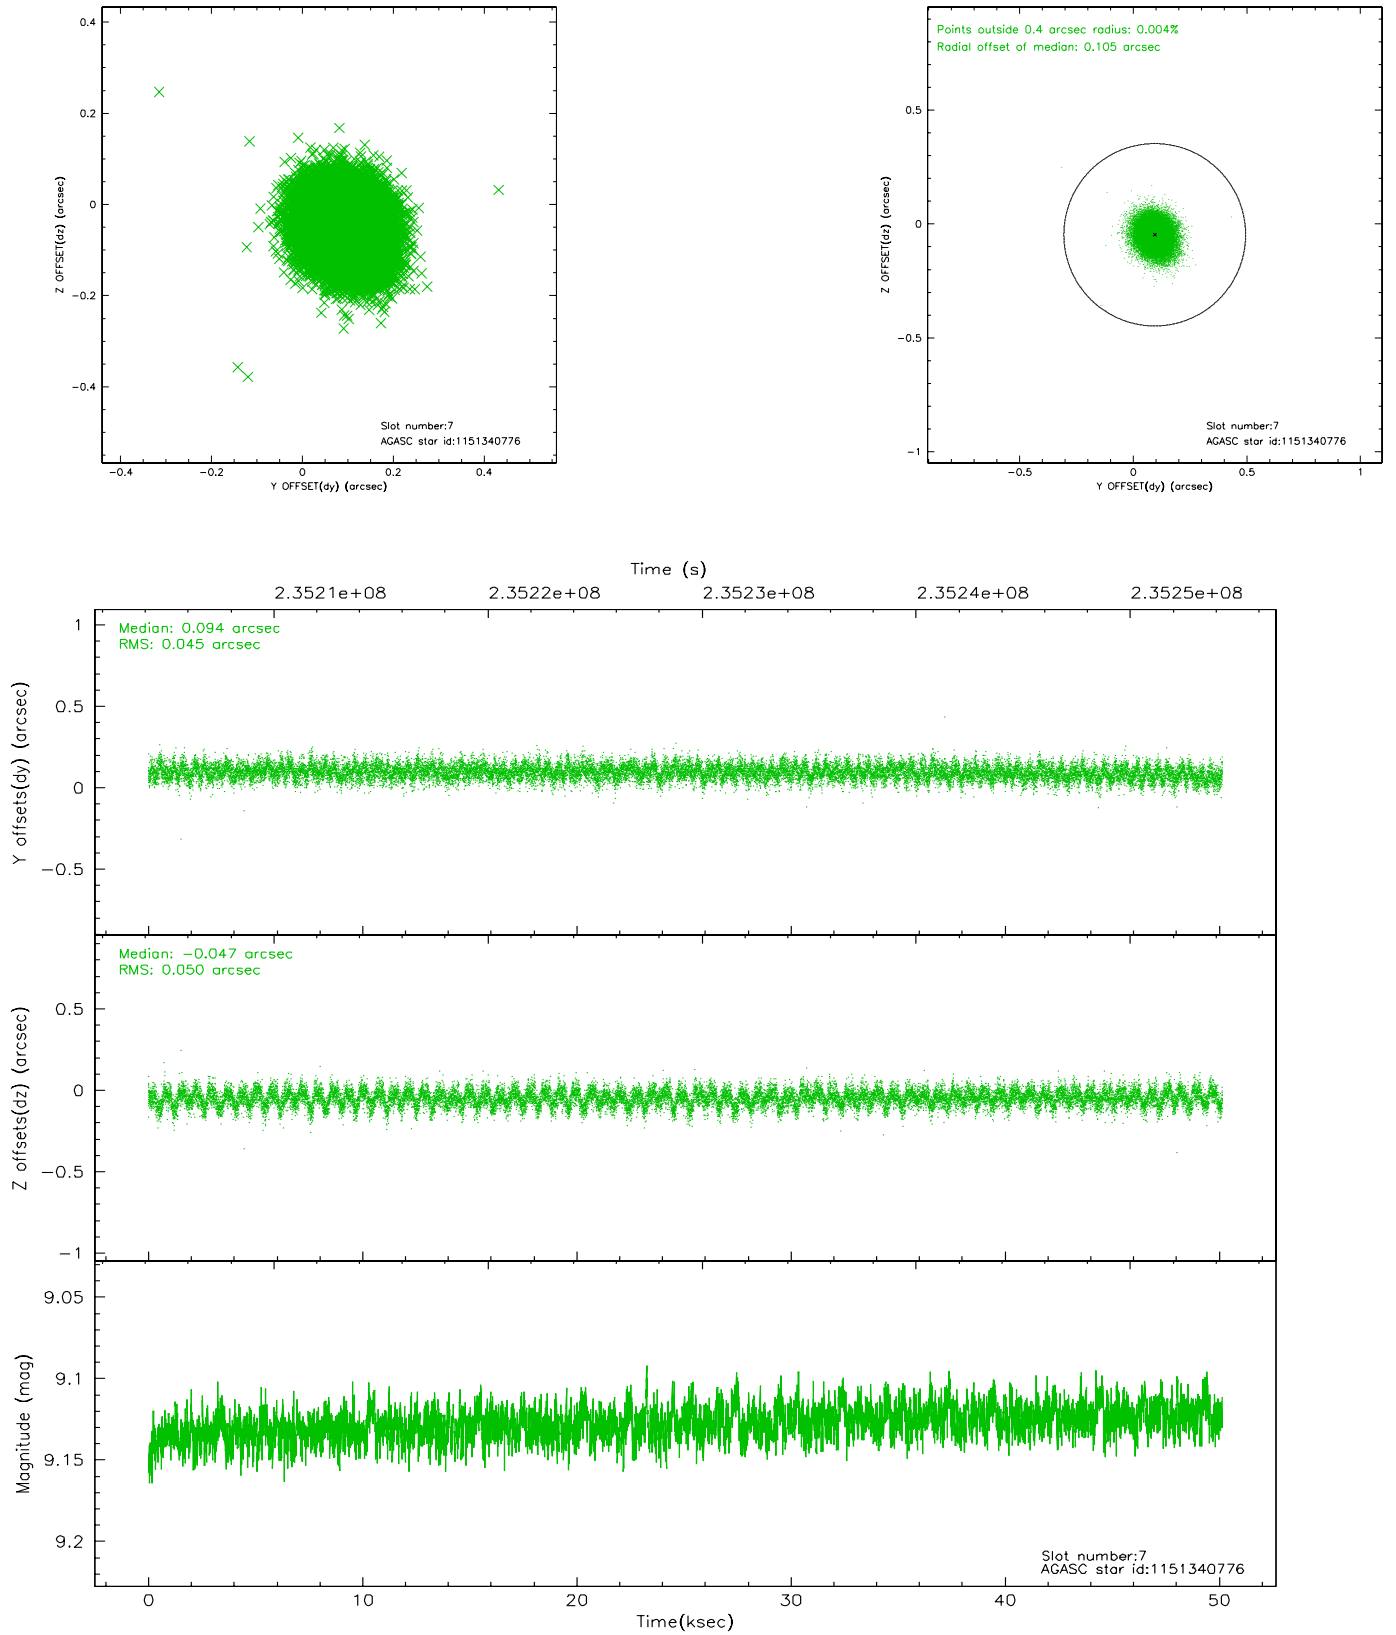 0.4
0.2
0
−0.2
−0.4
Z OFFSET(dz) (arcsec)
Slot number:7
AGASC star id:1151340776
−0.4
−0.2
0
0.2
0.4
Y OFFSET(dy) (arcsec)
Points outside 0.4 arcsec radius: 0.004%
Radial offset of median: 0.105 arcsec
0.5
0
−0.5
−1
Z OFFSET(dz) (arcsec)
Slot number:7
AGASC star id:1151340776
−0.5
0
0.5
1
Y OFFSET(dy) (arcsec)
Time (s)
2.3521e+08
2.3522e+08
2.3523e+08
2.3524e+08
2.3525e+08
Median: 0.094 arcsec
RMS: 0.045 arcsec
1
0.5
0
−0.5
Y offsets(dy) (arcsec)
Median: −0.047 arcsec
RMS: 0.050 arcsec
0.5
0
−0.5
−1
Z offsets(dz) (arcsec)
9.05
9.1
9.15
9.2
Magnitude (mag)
Slot number:7
AGASC star id:1151340776
0
10
20
30
40
50
Time(ksec)